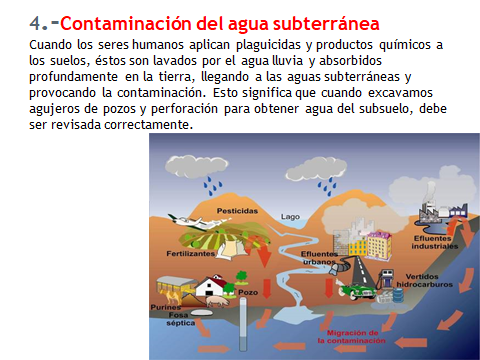 4.-Contaminación del agua subterránea
Cuando los seres humanos aplican plaguicidas y productos químicos a
los suelos, éstos son lavados por el agua lluvia y absorbidos
profundamente en la tierra, llegando a las aguas subterráneas y
provocando la contaminación. Esto significa que cuando excavamos
agujeros de pozos y perforación para obtener agua del subsuelo, debe
ser revisada correctamente.
Pesticidas
Lago
Fertilizantes
Efluentes
urbanos
Efluentes
industriales
Vertidos
hidrocarburos
Pozo
Purines
Fosa
séptica
Migración de
la contaminación